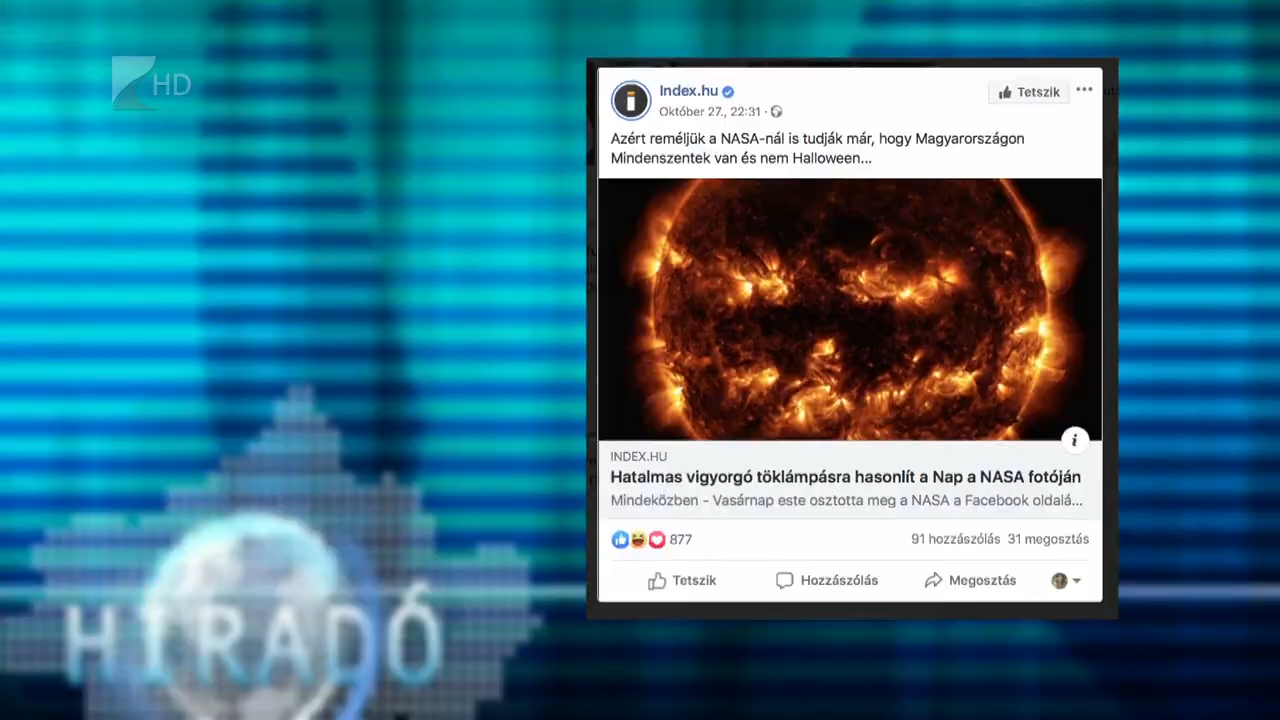 HD
Index.hu
Tetszik
Október 27., 22:31 ·
Azért reméljük a NASA-nál is tudják már, hogy Magyarországon
Mindenszentek van és nem Halloween...
INDEX.HU
Hatalmas vigyorgó töklámpásra hasonlít a Nap a NASA fotóján
Mindeközben - Vasárnap este osztotta meg a NASA a Facebook oldalá...
877
91 hozzászólás 31 megosztás
Tetszik
Hozzászólás
Megosztás
HÍRADÓ